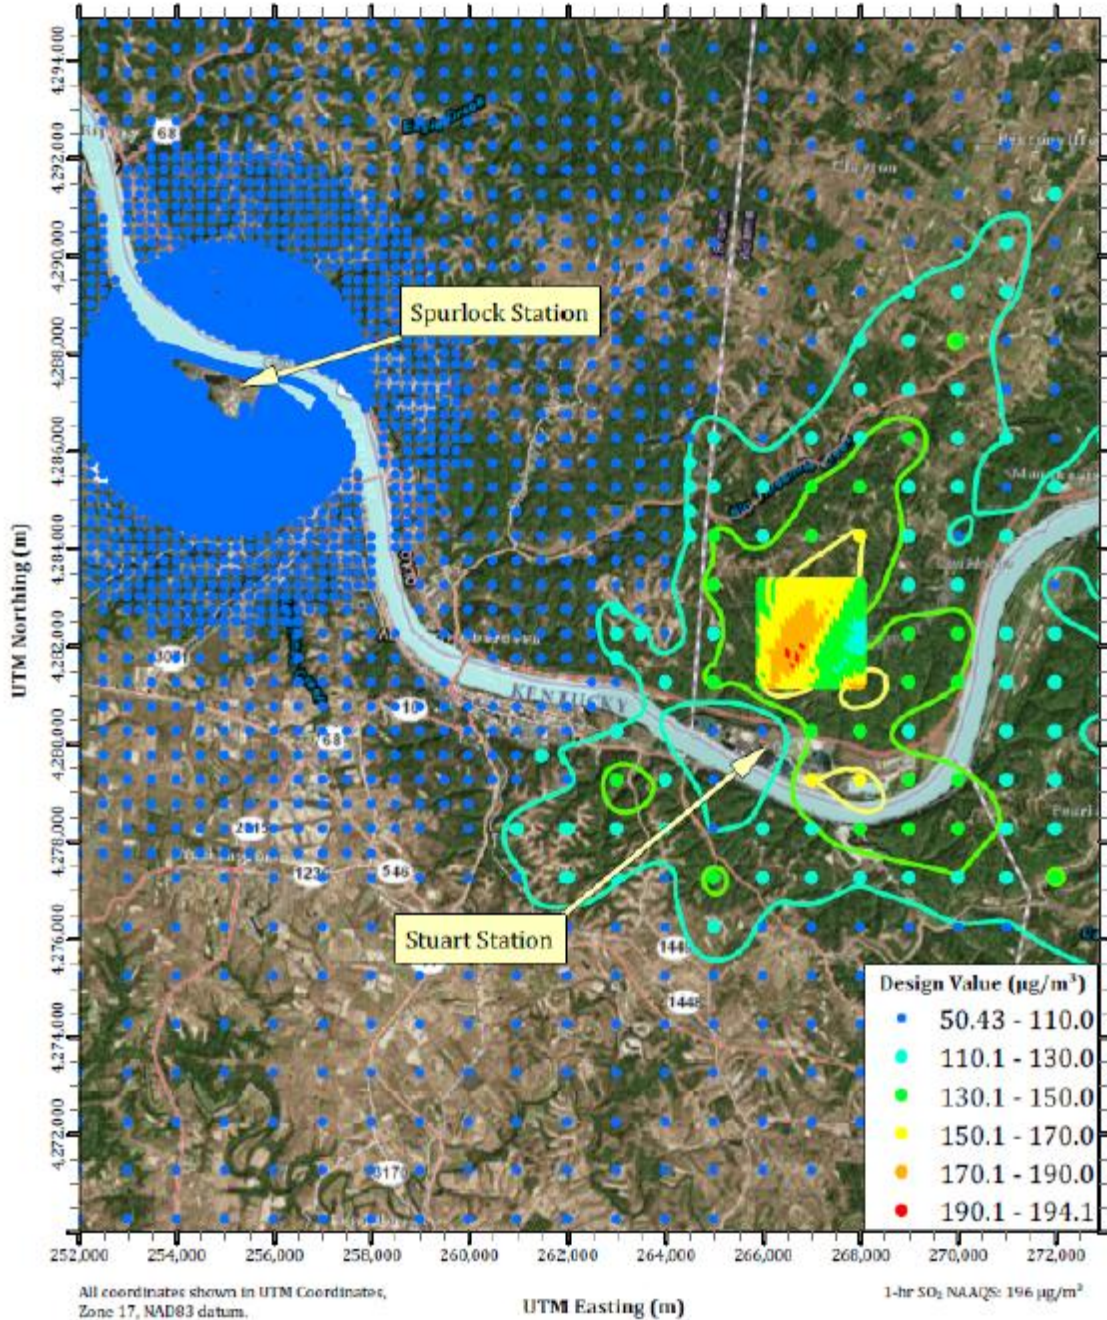 4,294,000
4,292,000
4,290,000
4,288,000
4,286,000
4,284,000
4,282,000
4,280,000
4,278,000
4,276,000
4,274,000
4,272,000
UTM Northing (m)
68
Spurlock Station
OHIO
KENTUCKY
10
68
546
1448
1448
3170
Stuart Station
Design Value (µg/m³)
50.43 - 110.0
110.1 - 130.0
130.1 - 150.0
150.1 - 170.0
170.1 - 190.0
190.1 - 194.1
252,000
254,000
256,000
258,000
260,000
262,000
264,000
266,000
268,000
270,000
272,000
All coordinates shown in UTM Coordinates,
Zone 17, NAD83 datum.
UTM Easting (m)
1-hr SO₂ NAAQS: 196 µg/m³